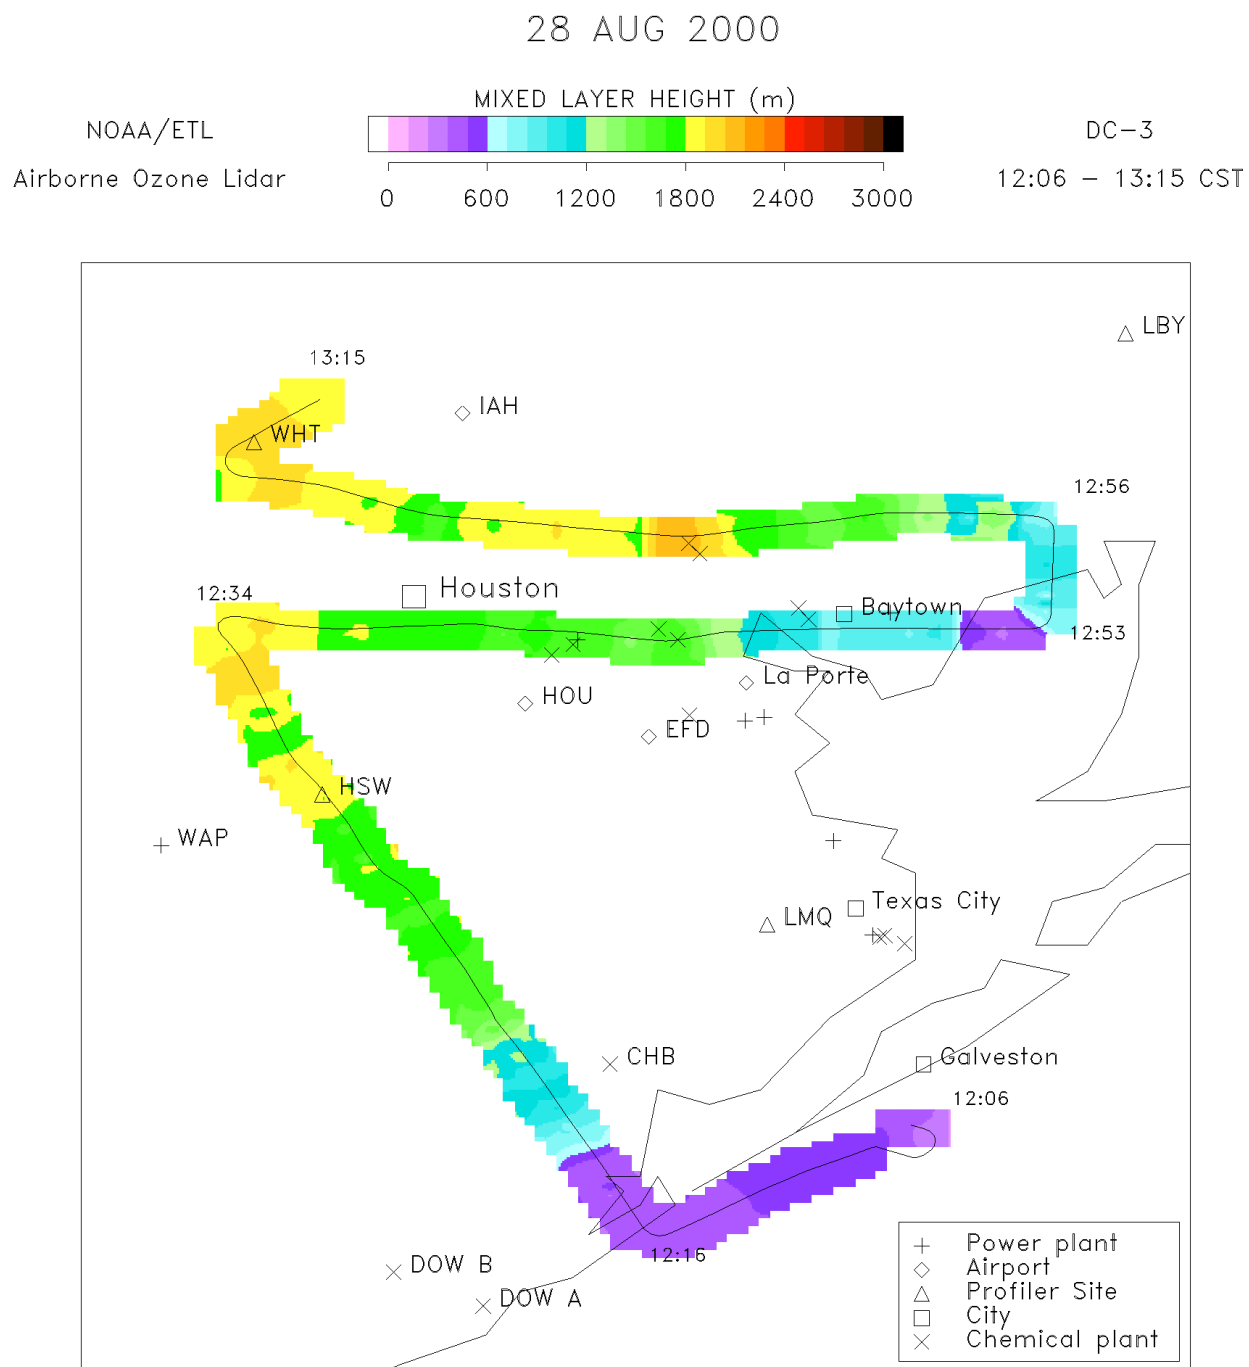 28 AUG 2000
MIXED LAYER HEIGHT (m)
NOAA/ETL
DC-3
Airborne Ozone Lidar
12:06 - 13:15 CST
0 600 1200 1800 2400 3000
LBY
13:15
IAH
WHT
12:56
12:34
Houston
Baytown
12:53
La Porte
HOU
EFD
HSW
WAP
Texas City
LMQ
CHB
Galveston
12:06
12:16
DOW B
DOW A
Power plant
Airport
Profiler Site
City
Chemical plant